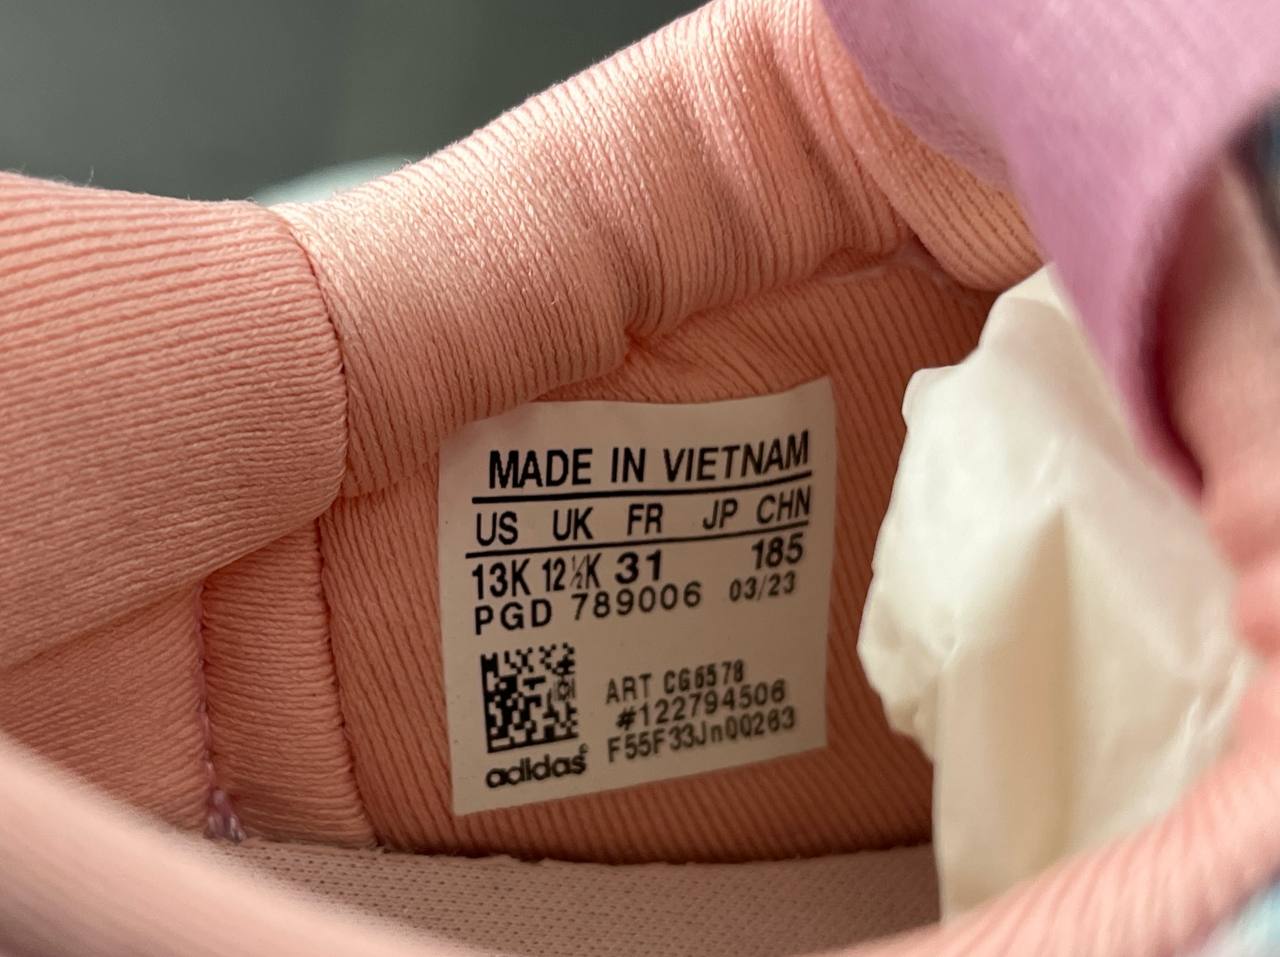 MADE IN VIETNAM
US UK FR JP CHN
13K 12½K 31 185
PGD 789006 03/23
ART CG6578
#122794506
F55F33Jn00263
adidas